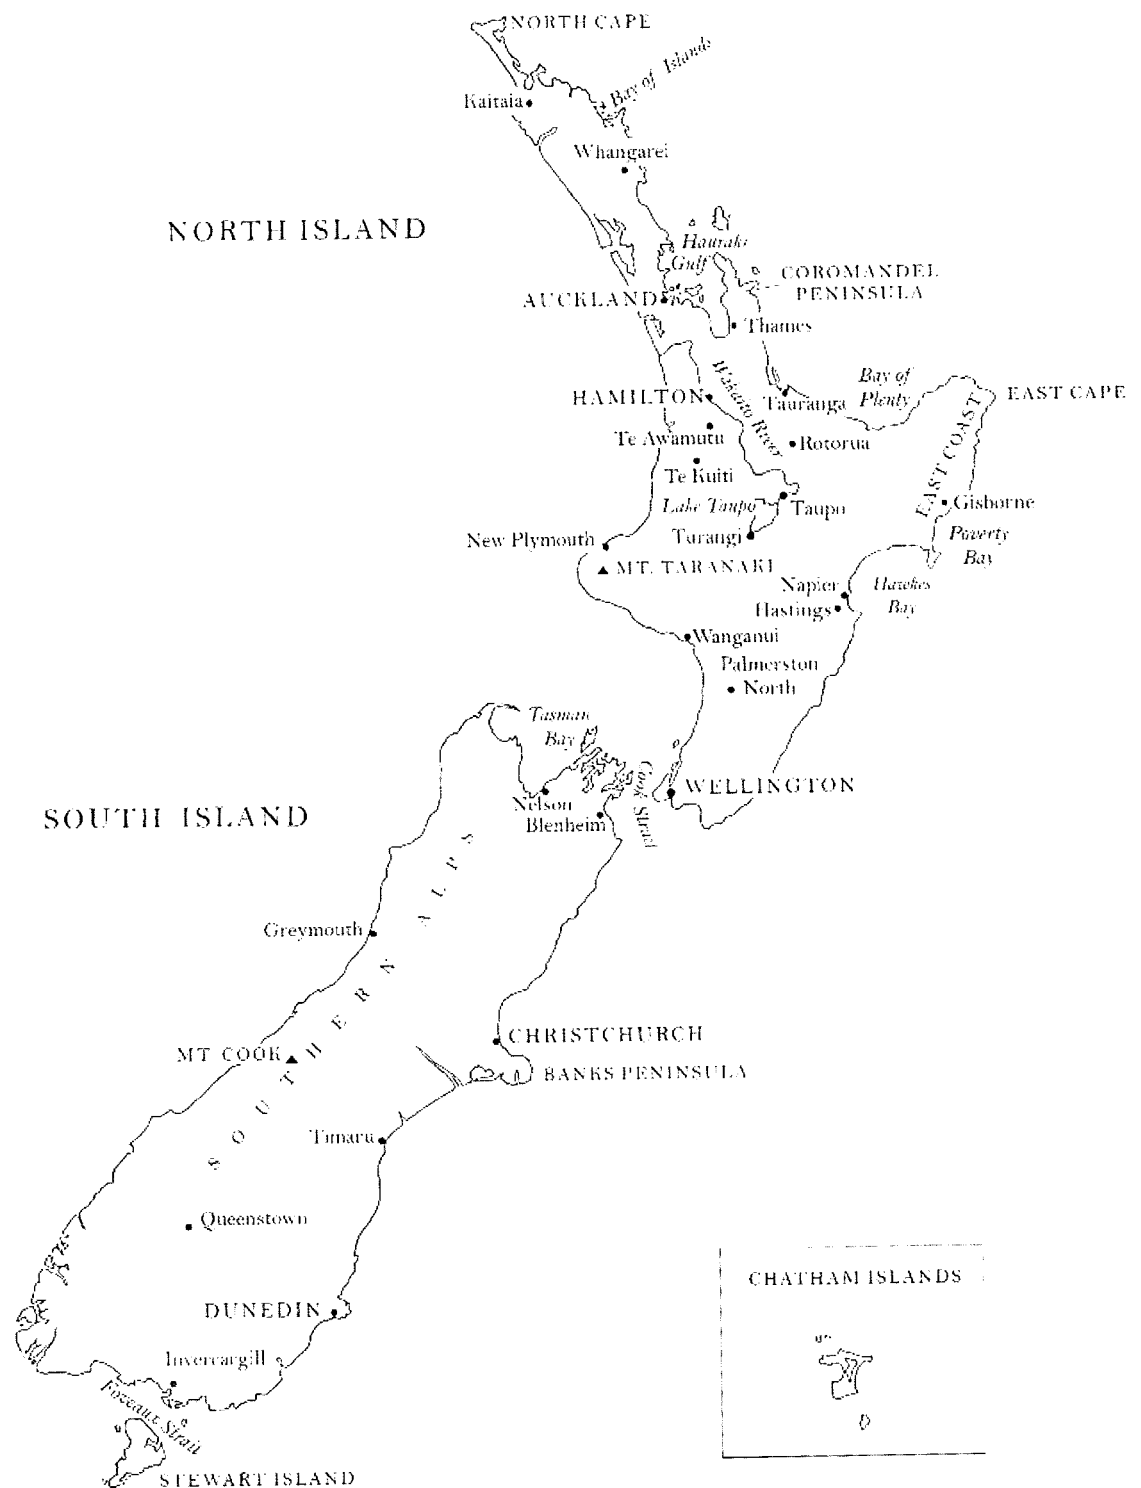 NORTH CAPE
Bay of Islands
Kaitaia
Whangarei
NORTH ISLAND
Hauraki
Gulf
COROMANDEL
PENINSULA
AUCKLAND
Thames
Waikato River
Bay of
Plenty
EAST CAPE
HAMILTON
Tauranga
EAST COAST
Te Awamutu
Rotorua
Te Kuiti
Lake Taupo
Taupo
Gisborne
New Plymouth
Turangi
Poverty
Bay
MT. TARANAKI
Napier
Hawkes
Bay
Hastings
Wanganui
Palmerston
North
Tasman
Bay
Cook Strait
WELLINGTON
Nelson
Blenheim
SOUTH ISLAND
SOUTHERN ALPS
Greymouth
MT COOK
CHRISTCHURCH
BANKS PENINSULA
Timaru
Queenstown
DUNEDIN
Invercargill
Foveaux Strait
STEWART ISLAND
CHATHAM ISLANDS